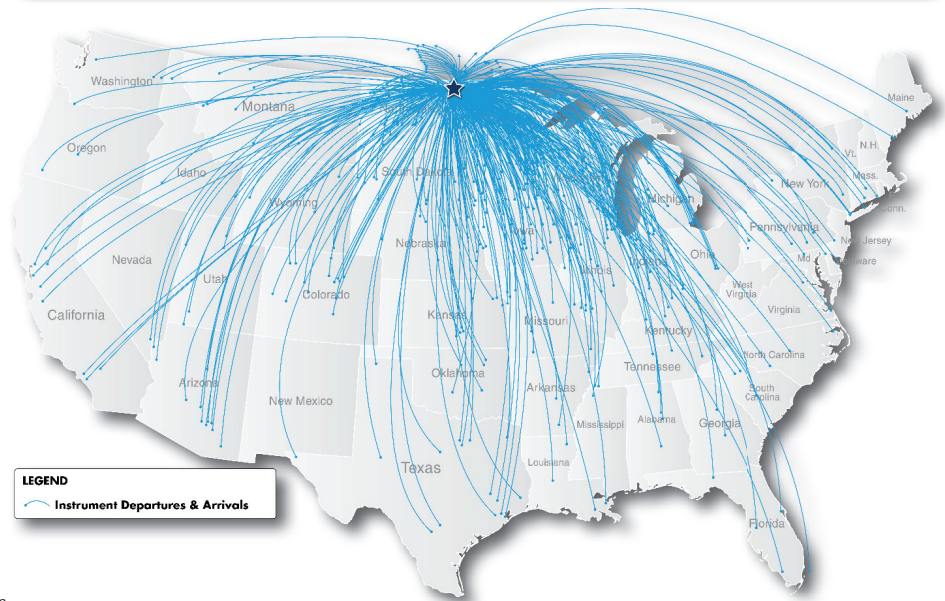 Washington
Montana
Maine
Oregon
Idaho
South Dakota
Vt.
N.H.
Mass.
New York
Conn.
Wyoming
Michigan
Nebraska
Iowa
Pennsylvania
New Jersey
Nevada
Utah
Illinois
Indiana
Ohio
Md.
Delaware
Colorado
West
Virginia
Virginia
California
Kansas
Missouri
Kentucky
North Carolina
Arizona
Oklahoma
Tennessee
New Mexico
Arkansas
South
Carolina
Mississippi
Alabama
Georgia
Texas
Louisiana
Florida
LEGEND
Instrument Departures & Arrivals